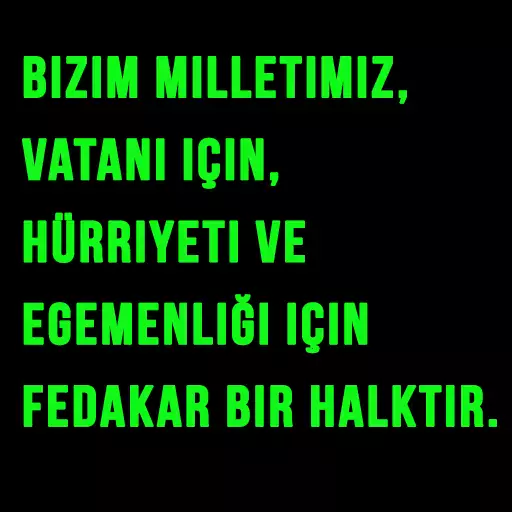 BIZIM MILLETIMIZ,
VATANI IÇIN,
HÜRRIYETI VE
EGEMENLIĞI IÇIN
FEDAKAR BIR HALKTIR.